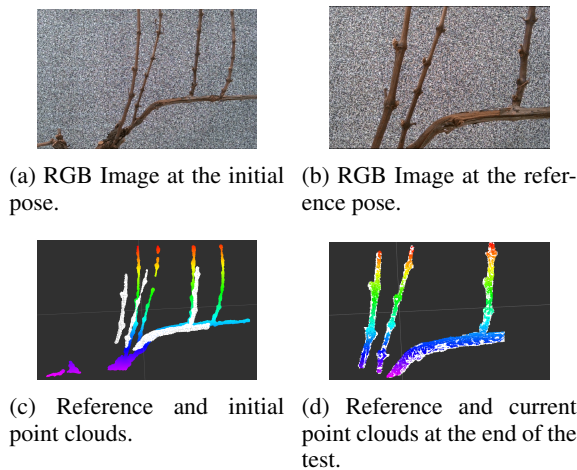 (a) RGB Image at the initial
pose.
(b) RGB Image at the refer-
ence pose.
(c) Reference and initial
point clouds.
(d) Reference and current
point clouds at the end of the
test.